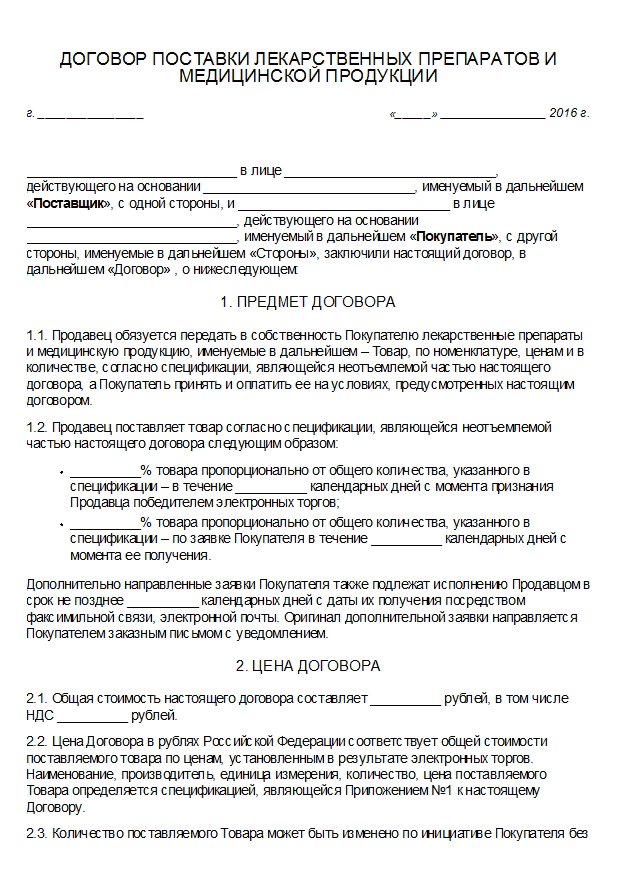 ДОГОВОР ПОСТАВКИ ЛЕКАРСТВЕННЫХ ПРЕПАРАТОВ И
МЕДИЦИНСКОЙ ПРОДУКЦИИ
г. _______________ «_____» _______________ 2016 г.
______________________________ в лице ______________________________,
действующего на основании ______________________________, именуемый в дальнейшем
«Поставщик», с одной стороны, и ______________________________ в лице
______________________________, действующего на основании
______________________________, именуемый в дальнейшем «Покупатель», с другой
стороны, именуемые в дальнейшем «Стороны», заключили настоящий договор, в
дальнейшем «Договор» , о нижеследующем:
1. ПРЕДМЕТ ДОГОВОРА
1.1. Продавец обязуется передать в собственность Покупателю лекарственные препараты
и медицинскую продукцию, именуемые в дальнейшем – Товар, по номенклатуре, ценам и в
количестве, согласно спецификации, являющейся неотъемлемой частью настоящего
договора, а Покупатель принять и оплатить ее на условиях, предусмотренных настоящим
договором.
1.2. Продавец поставляет товар согласно спецификации, являющейся неотъемлемой
частью настоящего договора следующим образом:
• __________% товара пропорционально от общего количества, указанного в
спецификации – в течение __________ календарных дней с момента признания
Продавца победителем электронных торгов;
• __________% товара пропорционально от общего количества, указанного в
спецификации – по заявке Покупателя в течение __________ календарных дней с
момента ее получения.
Дополнительно направленные заявки Покупателя также подлежат исполнению Продавцом в
срок не позднее __________ календарных дней с даты их получения посредством
факсимильной связи, электронной почты. Оригинал дополнительной заявки направляется
Покупателем заказным письмом с уведомлением.
2. ЦЕНА ДОГОВОРА
2.1. Общая стоимость настоящего договора составляет __________ рублей, в том числе
НДС __________ рублей.
2.2. Цена Договора в рублях Российской Федерации соответствует общей стоимости
поставляемого товара по ценам, установленным в результате электронных торгов.
Наименование, производитель, единица измерения, количество, цена поставляемого
Товара определяется спецификацией, являющейся Приложением №1 к настоящему
Договору.
2.3. Количество поставляемого Товара может быть изменено по инициативе Покупателя без